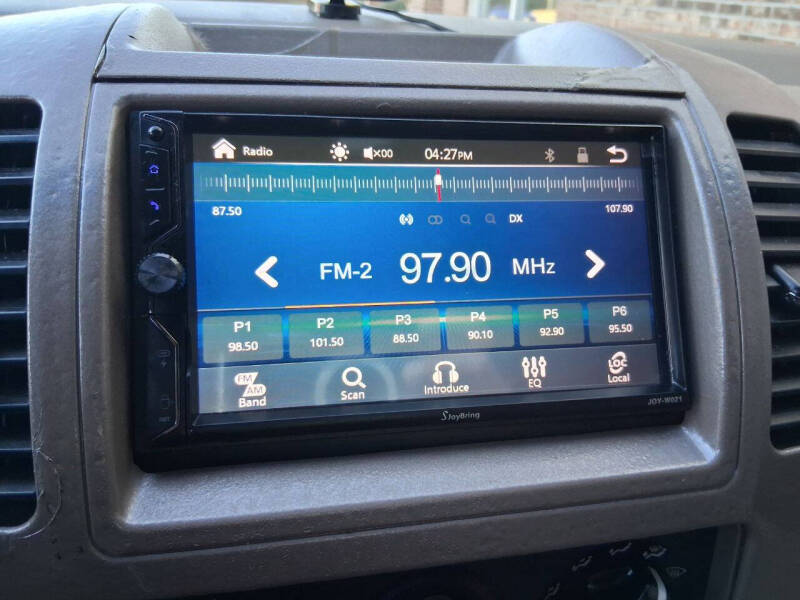 Radio ×00 04:27PM
87.50 107.90
DX
FM-2 97.90 MHz
P1 P2 P3 P4 P5 P6
98.50 101.50 88.50 90.10 92.90 95.50
FM
AM
LOC
Band Scan Introduce EQ Local
SJoyBring JOY-W021